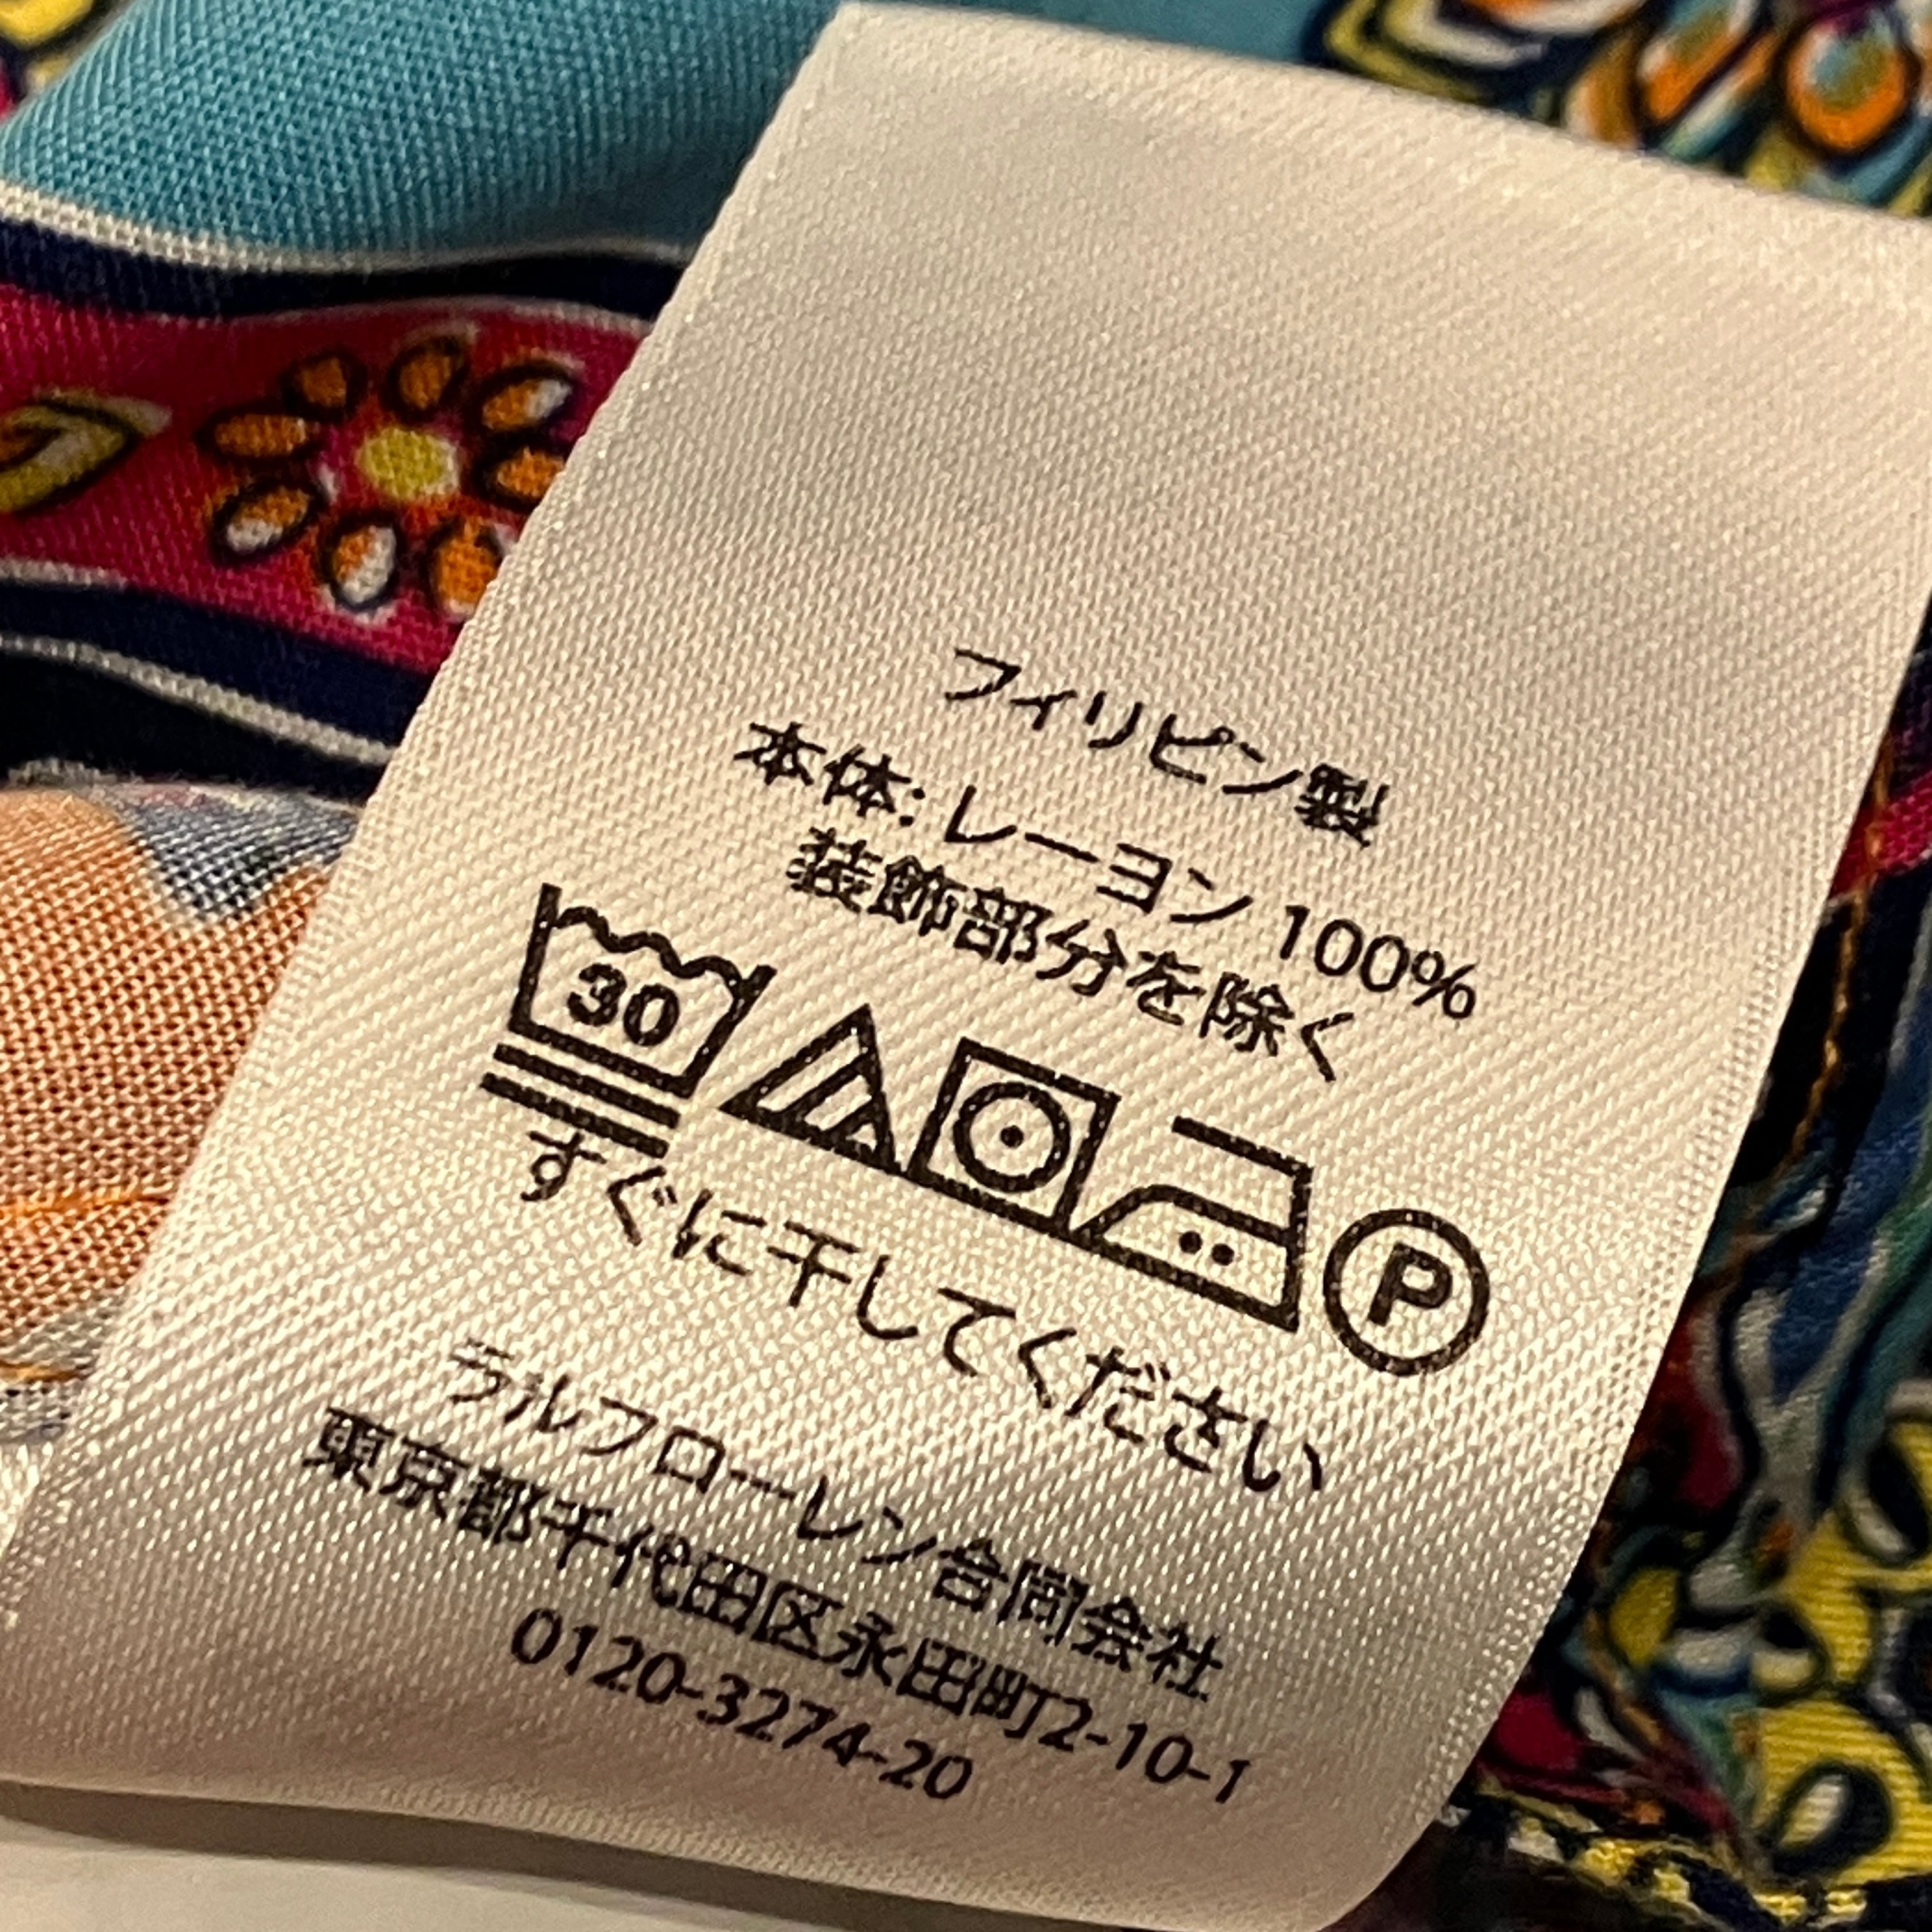 フィリピン製
本体: レーヨン 100%
装飾部分を除く
30 P
すぐに干してください
ラルフローレン合同会社
東京都千代田区永田町2-10-1
0120-3274-20